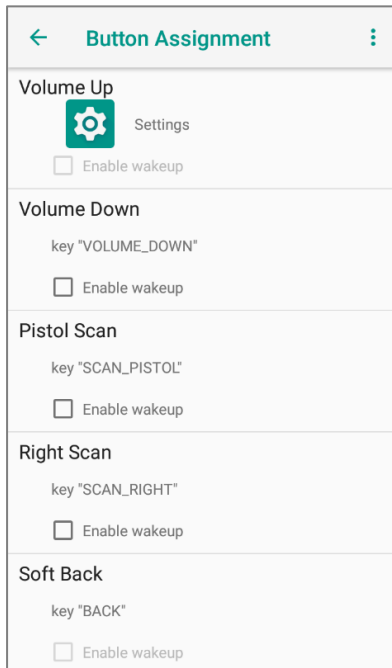 Button Assignment
Volume Up
Settings
Enable wakeup
Volume Down
key "VOLUME_DOWN"
Enable wakeup
Pistol Scan
key "SCAN_PISTOL"
Enable wakeup
Right Scan
key "SCAN_RIGHT"
Enable wakeup
Soft Back
key "BACK"
Enable wakeup